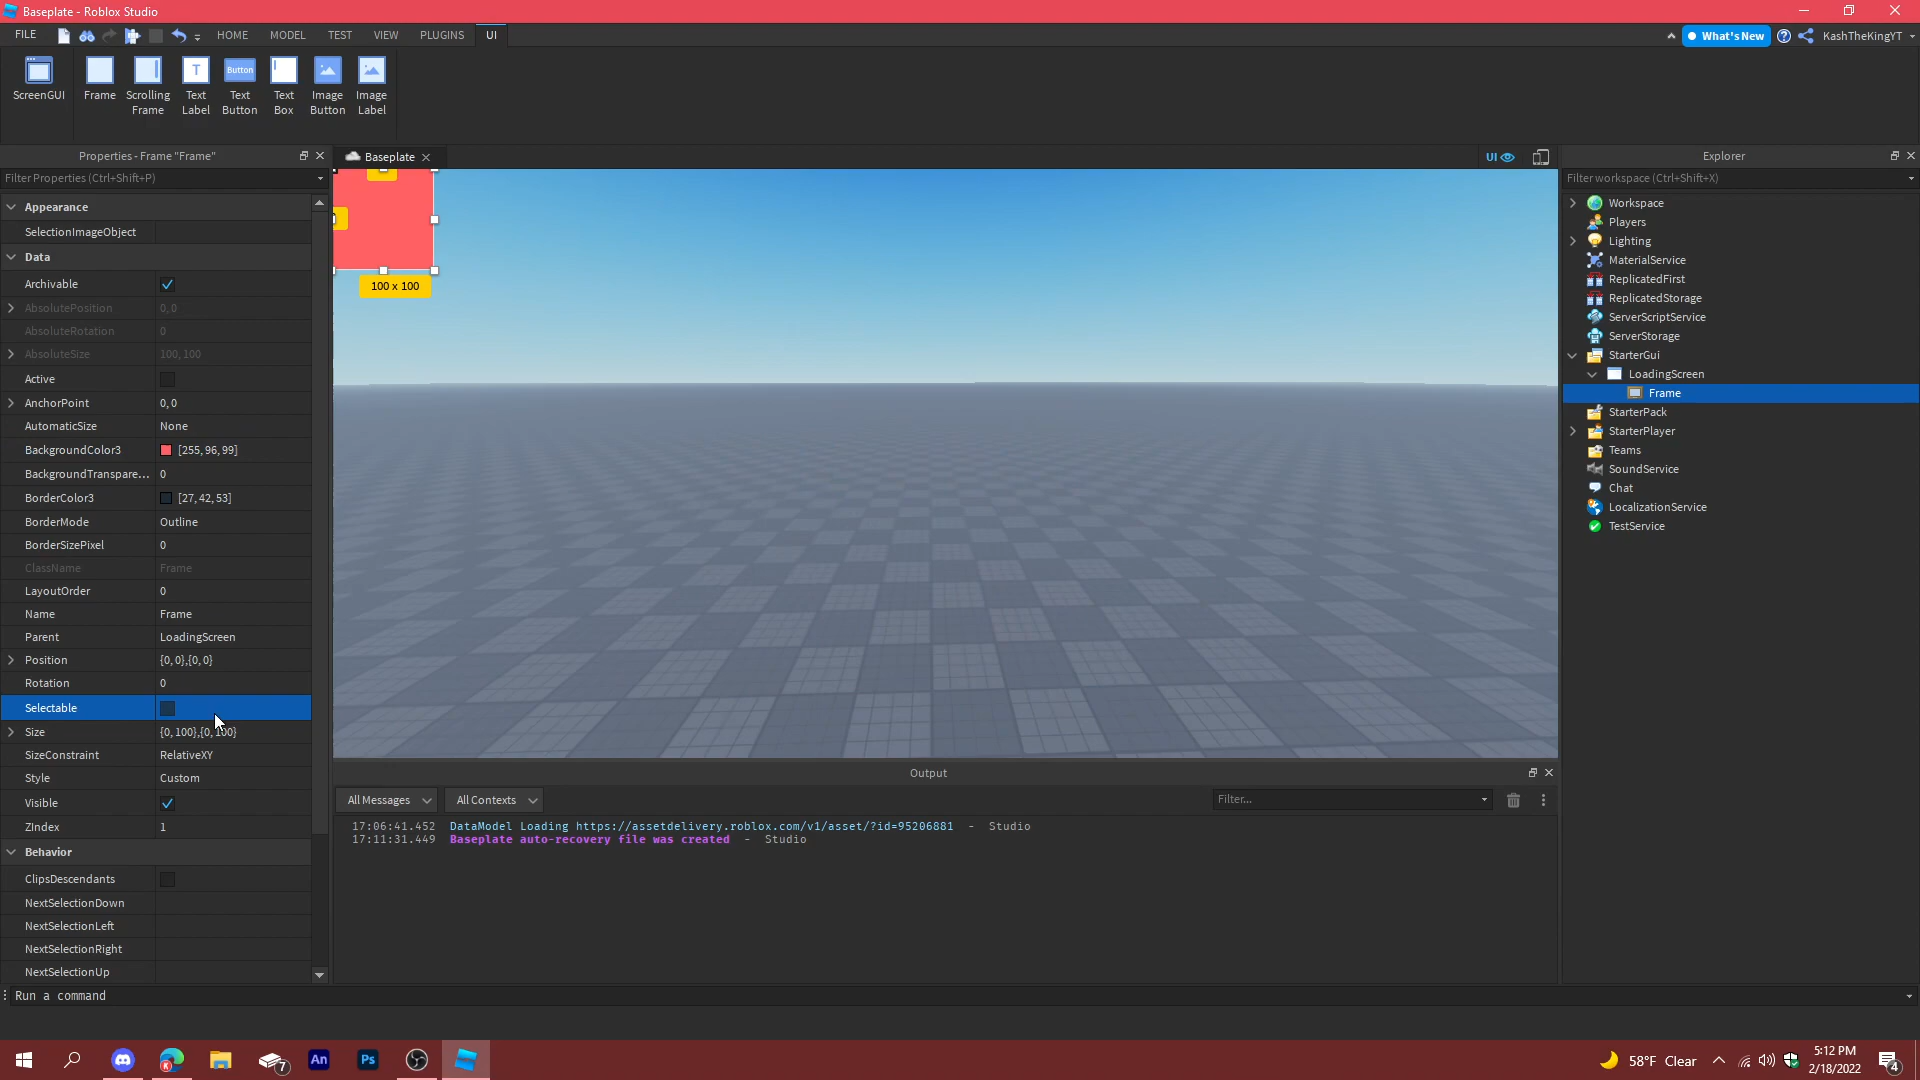 Baseplate - Roblox Studio
FILE
HOME
MODEL
TEST
VIEW
PLUGINS
UI
What's New
KashTheKingYT
ScreenGUI
Frame
Scrolling Frame
Text Label
Button
Text Button
Text Box
Image Button
Image Label
Properties - Frame "Frame"
Filter Properties (Ctrl+Shift+P)
Appearance
SelectionImageObject
Data
Archivable
AbsolutePosition 0, 0
AbsoluteRotation 0
AbsoluteSize 100, 100
Active
AnchorPoint 0, 0
AutomaticSize None
BackgroundColor3 [255, 96, 99]
BackgroundTranspare... 0
BorderColor3 [27, 42, 53]
BorderMode Outline
BorderSizePixel 0
ClassName Frame
LayoutOrder 0
Name Frame
Parent LoadingScreen
Position {0, 0},{0, 0}
Rotation 0
Selectable
Size {0, 100},{0, 100}
SizeConstraint RelativeXY
Style Custom
Visible
ZIndex 1
Behavior
ClipsDescendants
NextSelectionDown
NextSelectionLeft
NextSelectionRight
NextSelectionUp
Baseplate
UI
100 x 100
Output
All Messages
All Contexts
Filter...
17:06:41.452 DataModel Loading https://assetdelivery.roblox.com/v1/asset/?id=95206881 - Studio
17:11:31.449 Baseplate auto-recovery file was created - Studio
Explorer
Filter workspace (Ctrl+Shift+X)
Workspace
Players
Lighting
MaterialService
ReplicatedFirst
ReplicatedStorage
ServerScriptService
ServerStorage
StarterGui
LoadingScreen
Frame
StarterPack
StarterPlayer
Teams
SoundService
Chat
LocalizationService
TestService
Run a command
7
An
Ps
58°F Clear
5:12 PM
2/18/2022
4